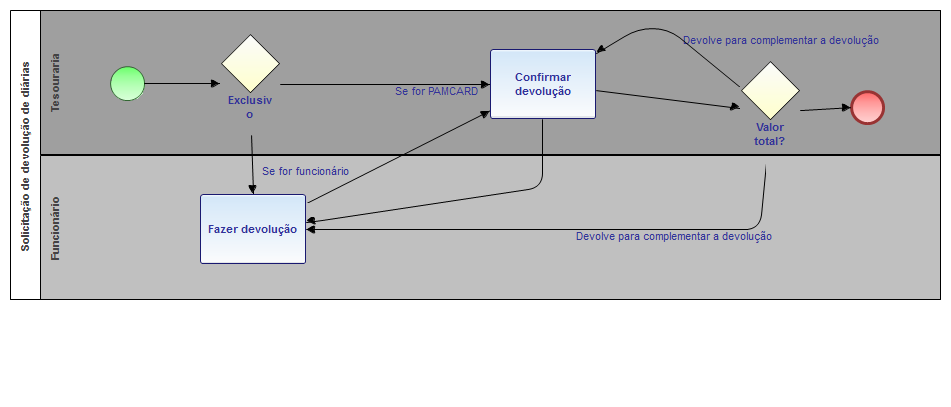 Solicitação de devolução de diárias
Tesouraria
Funcionário
Exclusiv
o
Se for PAMCARD
Confirmar
devolução
Devolve para complementar a devolução
Valor
total?
Se for funcionário
Fazer devolução
Devolve para complementar a devolução